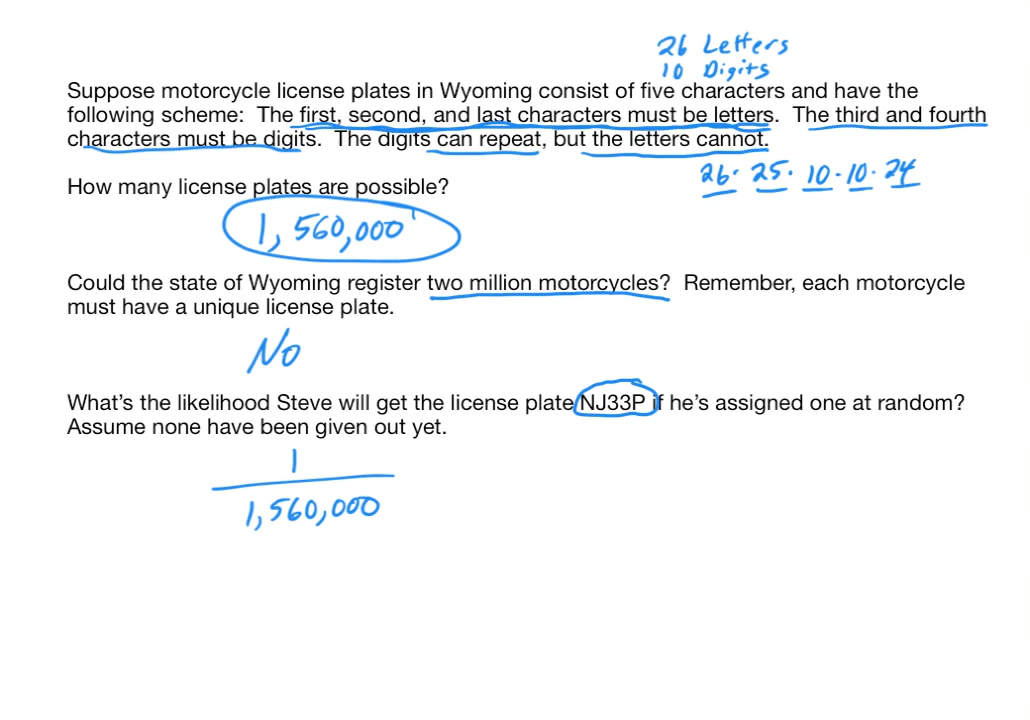 26 Letters
10 Digits
Suppose motorcycle license plates in Wyoming consist of five characters and have the
following scheme: The first, second, and last characters must be letters. The third and fourth
characters must be digits. The digits can repeat, but the letters cannot.
26· 25· 10·10· 24
How many license plates are possible?
1,560,000
Could the state of Wyoming register two million motorcycles? Remember, each motorcycle
must have a unique license plate.
No
What's the likelihood Steve will get the license plate NJ33P if he's assigned one at random?
Assume none have been given out yet.
1
1,560,000